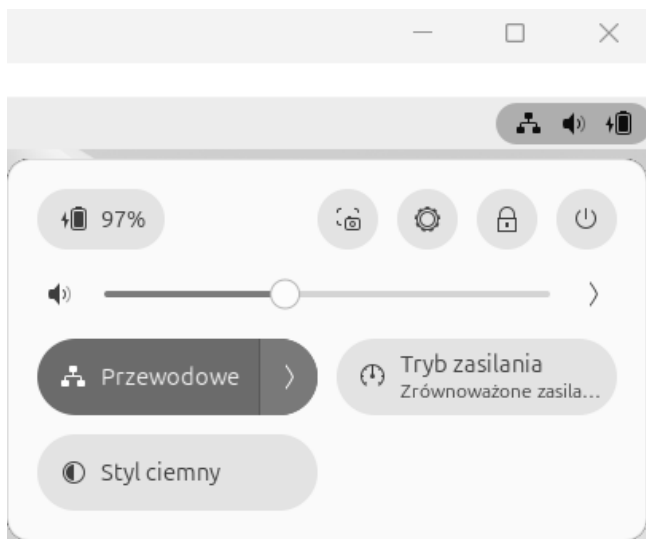 97%
Przewodowe
Tryb zasilania
Zrównoważone zasila...
Styl ciemny